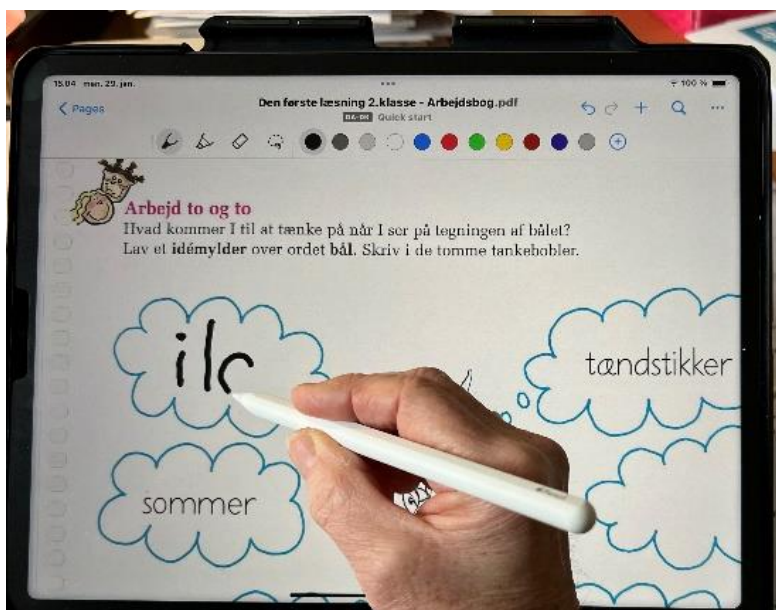 15.04 man. 29. jan.
100 %
Pages
Den første læsning 2.klasse - Arbejdsbog.pdf
DA-DK Quick start
Arbejd to og to
Hvad kommer I til at tænke på når I ser på tegningen af bålet?
Lav et idémylder over ordet bål. Skriv i de tomme tankebobler.
ilc
tændstikker
sommer